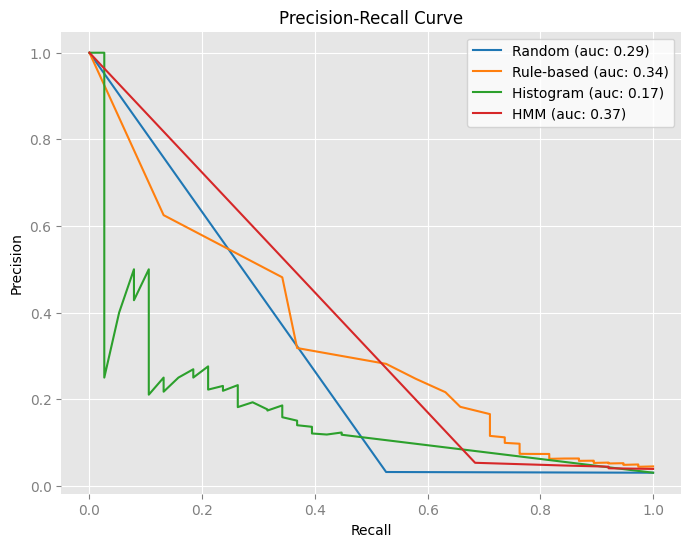 Precision-Recall Curve
Random (auc: 0.29)
Rule-based (auc: 0.34)
Histogram (auc: 0.17)
HMM (auc: 0.37)
Precision
1.0
0.8
0.6
0.4
0.2
0.0
0.0 0.2 0.4 0.6 0.8 1.0
Recall